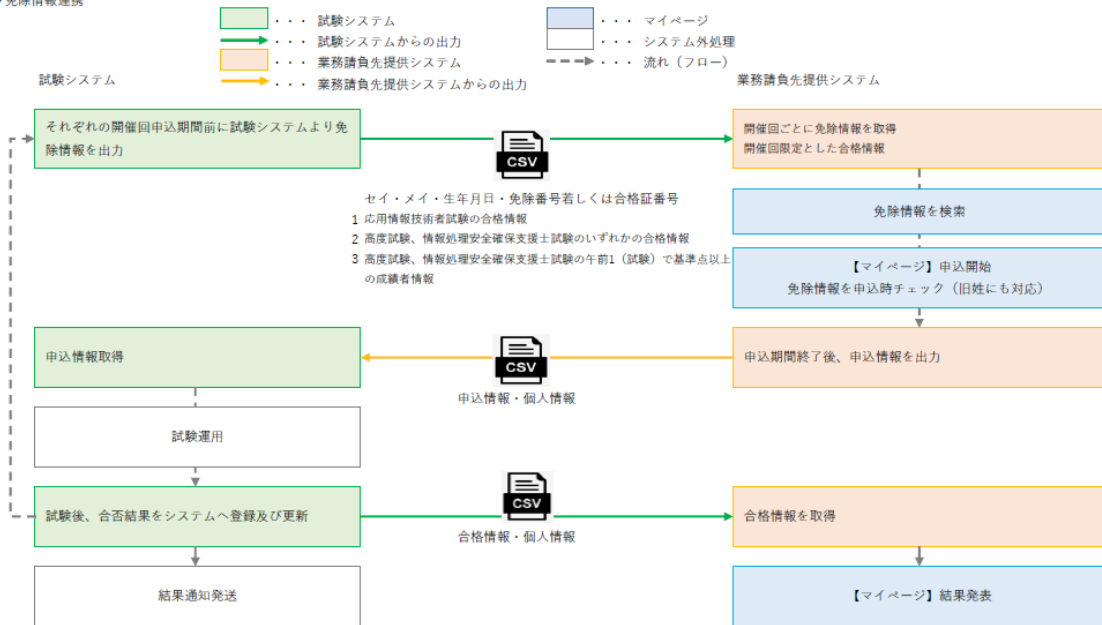 免除情報連携
・・・ 試験システム
・・・ 試験システムからの出力
・・・ 業務請負先提供システム
・・・ 業務請負先提供システムからの出力
・・・ マイページ
・・・ システム外処理
・・・ 流れ（フロー）
試験システム
業務請負先提供システム
それぞれの開催回申込期間前に試験システムより免
除情報を出力
CSV
開催回ごとに免除情報を取得
開催回限定とした合格情報
セイ・メイ・生年月日・免除番号若しくは合格証番号
1 応用情報技術者試験の合格情報
2 高度試験、情報処理安全確保支援士試験のいずれかの合格情報
3 高度試験、情報処理安全確保支援士試験の午前1（試験）で基準点以上
の成績者情報
免除情報を検索
【マイページ】申込開始
免除情報を申込時チェック（旧姓にも対応）
申込情報取得
CSV
申込期間終了後、申込情報を出力
申込情報・個人情報
試験運用
試験後、合否結果をシステムへ登録及び更新
CSV
合格情報を取得
合格情報・個人情報
結果通知発送
【マイページ】結果発表